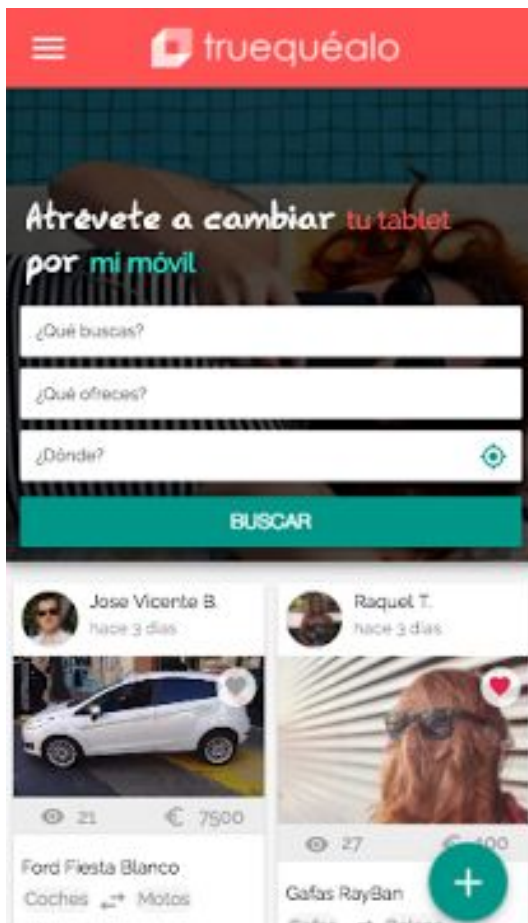 truequéalo
Atrévete a cambiar tu tablet
por mi móvil
¿Qué buscas?
¿Qué ofreces?
¿Dónde?
BUSCAR
Jose Vicente B.
hace 3 días
Raquel T.
hace 3 días
21 € 7500
27 €
Ford Fiesta Blanco
Coches Motos
Gafas RayBan